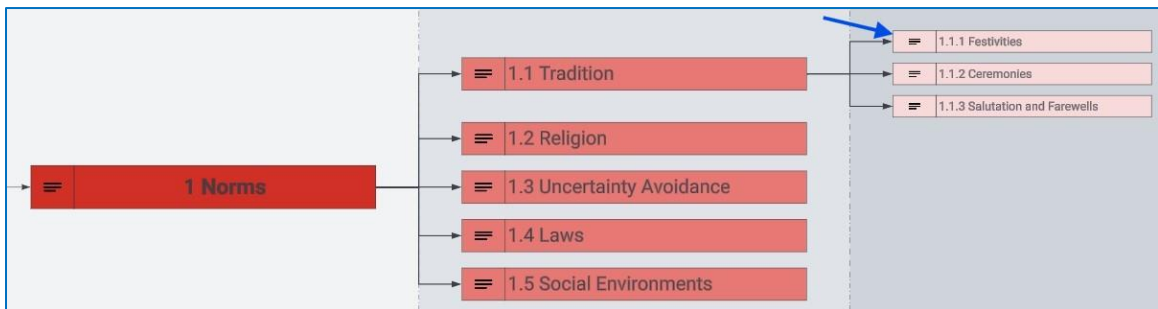 1 Norms
1.1 Tradition
1.2 Religion
1.3 Uncertainty Avoidance
1.4 Laws
1.5 Social Environments
1.1.1 Festivities
1.1.2 Ceremonies
1.1.3 Salutation and Farewells